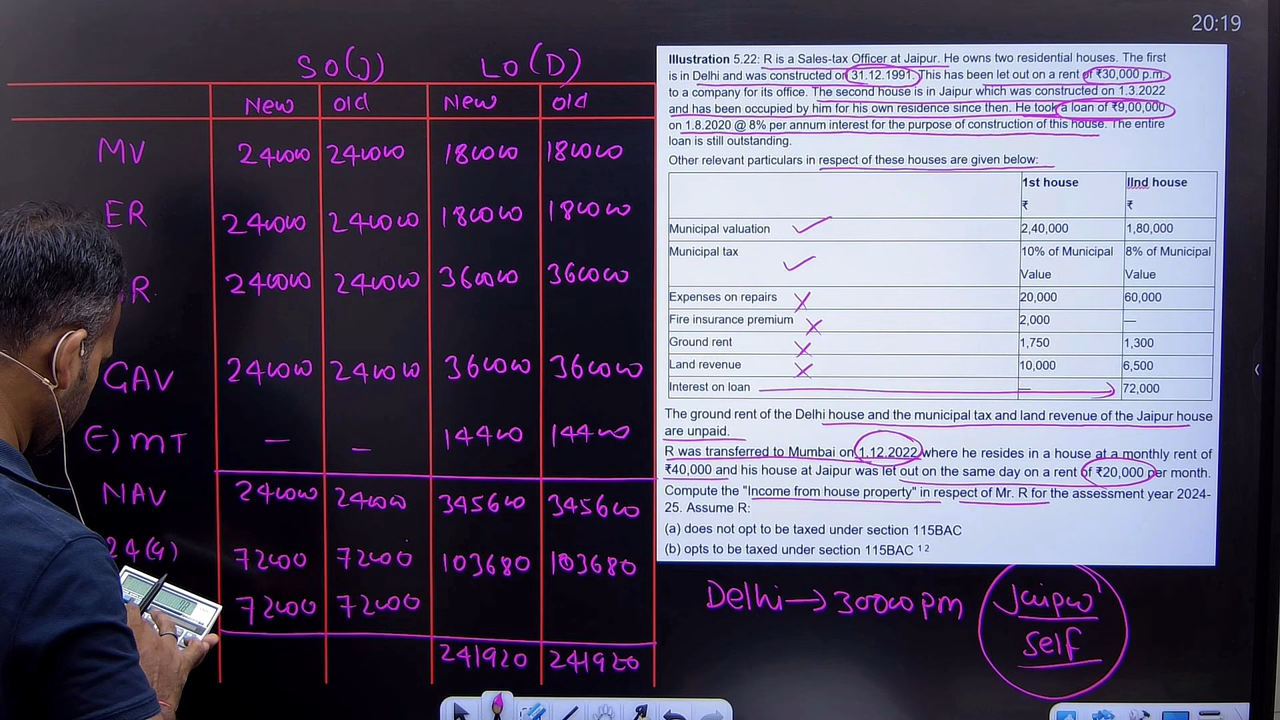 20:19
SO(J) LO(D)
New old New old
MV 240000 240000 180000 180000
ER 240000 240000 180000 180000
R 240000 240000 360000 360000
GAV 240000 240000 360000 360000
(-) MT — — 14400 14400
NAV 240000 24000 345600 345600
24(a) 72000 72000 103680 103680
72000 72000
241920 241920
Illustration 5.22: R is a Sales-tax Officer at Jaipur. He owns two residential houses. The first
is in Delhi and was constructed on 31.12.1991. This has been let out on a rent of ₹30,000 p.m.
to a company for its office. The second house is in Jaipur which was constructed on 1.3.2022
and has been occupied by him for his own residence since then. He took a loan of ₹9,00,000
on 1.8.2020 @ 8% per annum interest for the purpose of construction of this house. The entire
loan is still outstanding.
Other relevant particulars in respect of these houses are given below:
1st house IInd house
₹ ₹
Municipal valuation 2,40,000 1,80,000
Municipal tax 10% of Municipal 8% of Municipal
Value Value
Expenses on repairs 20,000 60,000
Fire insurance premium 2,000 —
Ground rent 1,750 1,300
Land revenue 10,000 6,500
Interest on loan — 72,000
The ground rent of the Delhi house and the municipal tax and land revenue of the Jaipur house
are unpaid.
R was transferred to Mumbai on 1.12.2022 where he resides in a house at a monthly rent of
₹40,000 and his house at Jaipur was let out on the same day on a rent of ₹20,000 per month.
Compute the "Income from house property" in respect of Mr. R for the assessment year 2024-
25. Assume R:
(a) does not opt to be taxed under section 115BAC
(b) opts to be taxed under section 115BAC 12
Delhi → 30000 pm
Jaipur
self